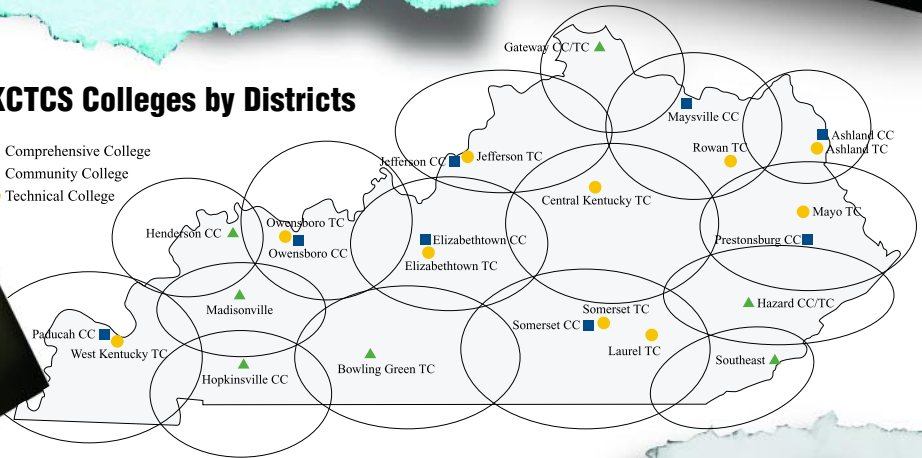 KCTCS Colleges by Districts
Comprehensive College
Community College
Technical College
Gateway CC/TC
Maysville CC
Ashland CC
Ashland TC
Rowan TC
Jefferson CC
Jefferson TC
Central Kentucky TC
Mayo TC
Prestonsburg CC
Henderson CC
Owensboro TC
Owensboro CC
Elizabethtown CC
Elizabethtown TC
Madisonville
Hazard CC/TC
Somerset TC
Somerset CC
Laurel TC
Paducah CC
West Kentucky TC
Hopkinsville CC
Bowling Green TC
Southeast